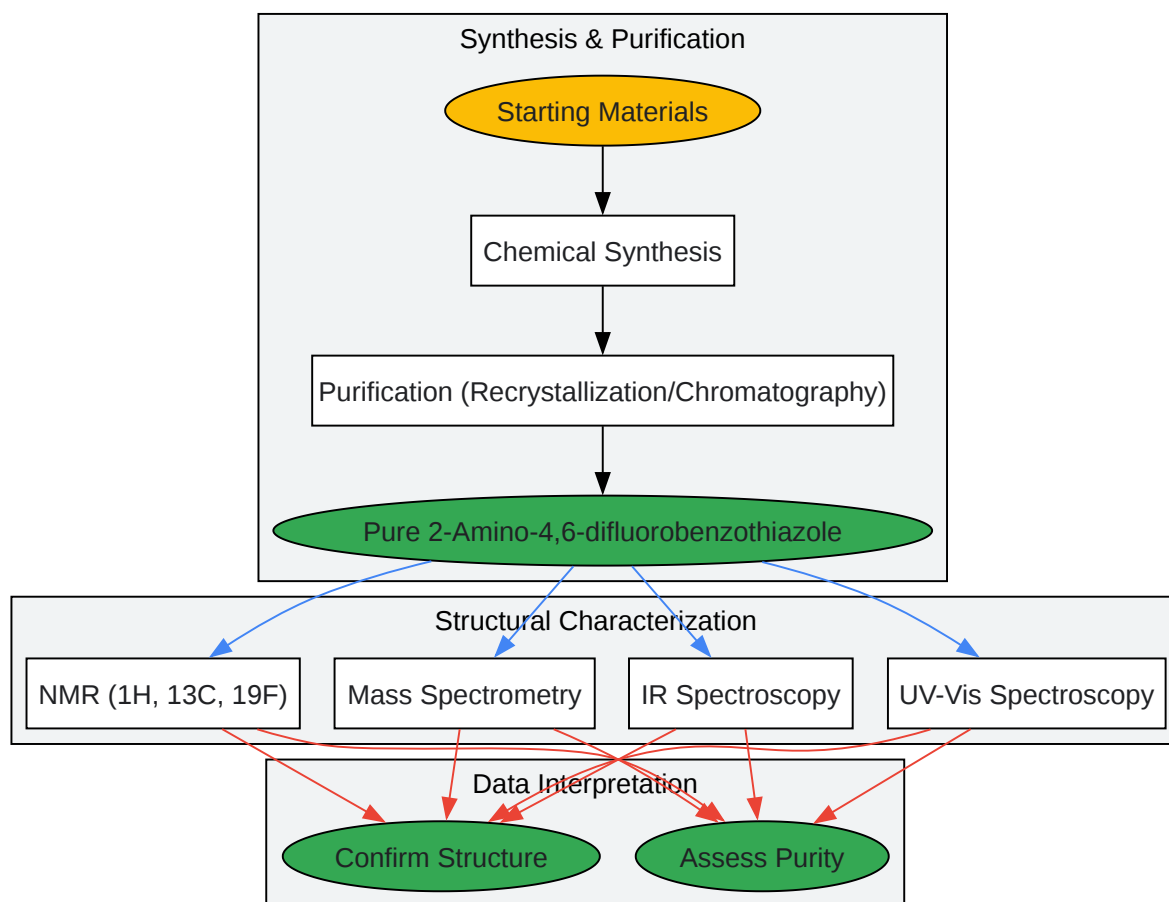 Synthesis & Purification
Starting Materials
Chemical Synthesis
Purification (Recrystallization/Chromatography)
Pure 2-Amino-4,6-difluorobenzothiazole
Structural Characterization
NMR (1H, 13C, 19F)
Mass Spectrometry
IR Spectroscopy
UV-Vis Spectroscopy
Data Interpretation
Confirm Structure
Assess Purity